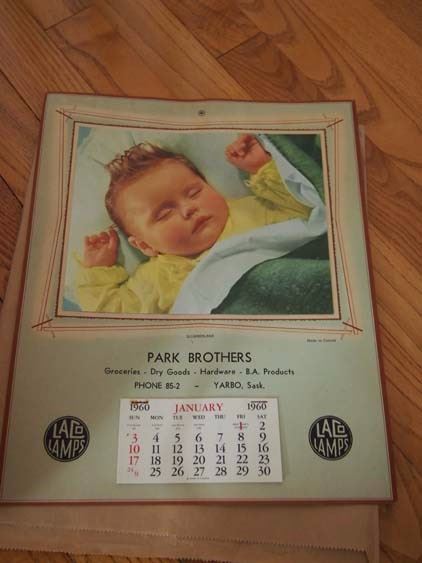 SLUMBERLAND
Made in Canada
PARK BROTHERS
Groceries - Dry Goods - Hardware - B.A. Products
PHONE 85-2 - YARBO, Sask.
1960 JANUARY 1960
SUN MON TUE WED THU FRI SAT
1 2
3 4 5 6 7 8 9
10 11 12 13 14 15 16
17 18 19 20 21 22 23
24/31 25 26 27 28 29 30
LACO
LAMPS
LACO
LAMPS